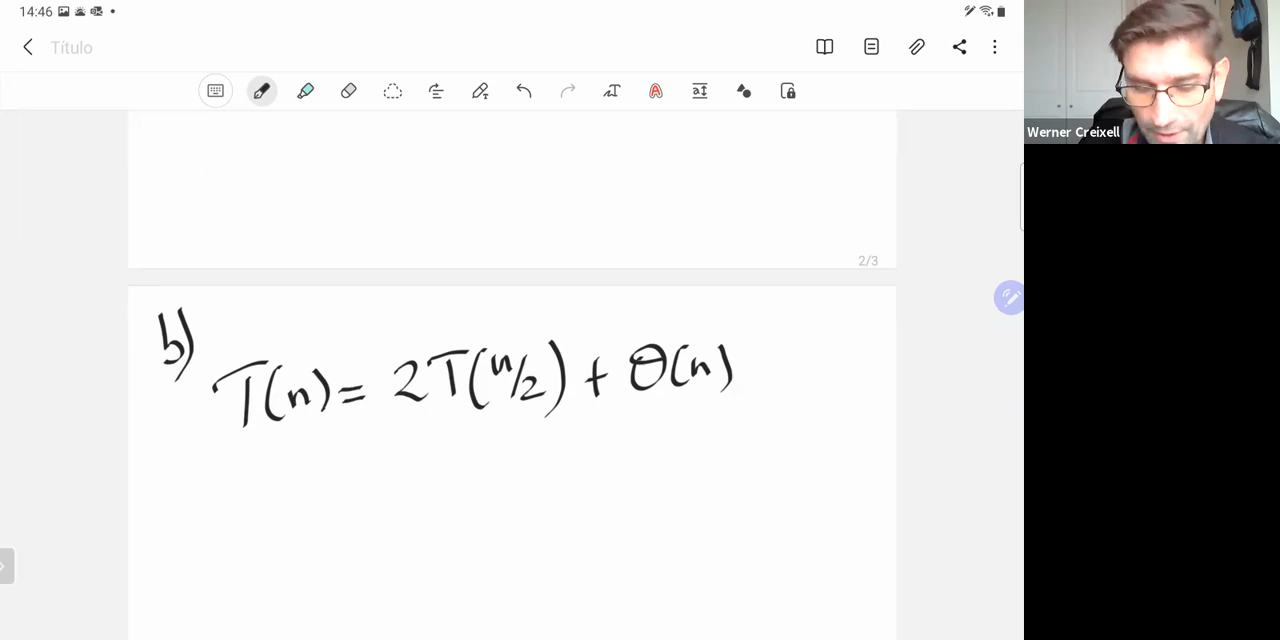 14:46
Título
Werner Creixell
2/3
b)
T(n) = 2T(n/2) + Θ(n)